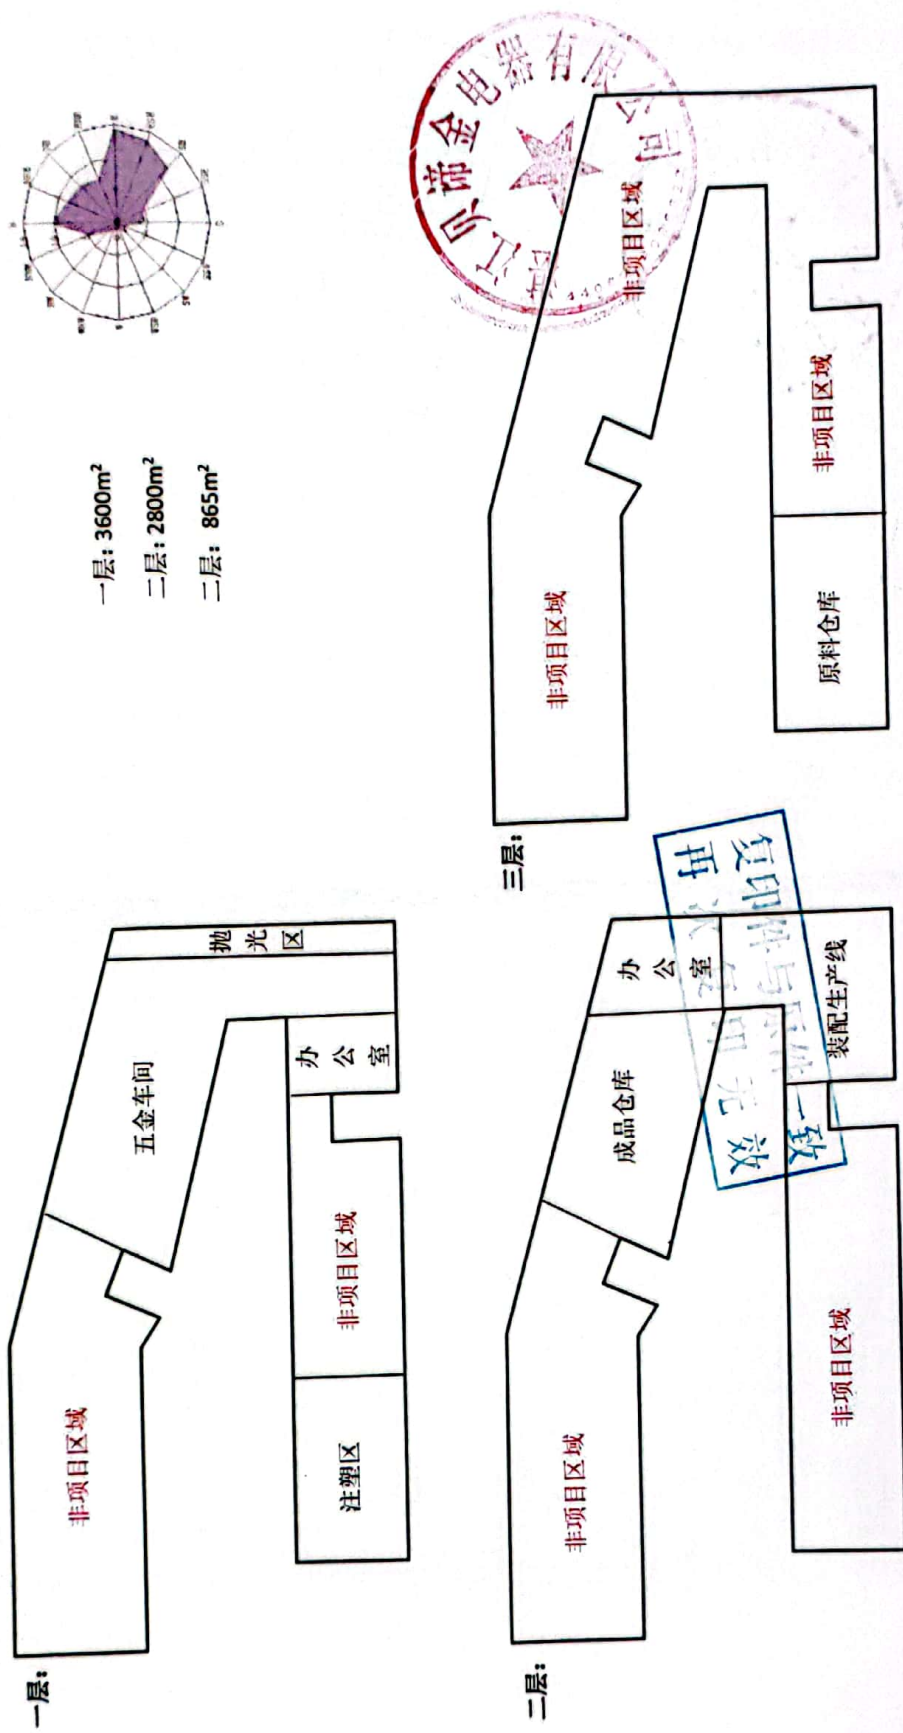 一层：
非项目区域
五金车间
抛光区
办公室
非项目区域
注塑区
一层：3600m²
二层：2800m²
二层：865m²
二层：
非项目区域
成品仓库
办公室
装配生产线
非项目区域
复印件与原件一致
再次复印无效
三层：
非项目区域
非项目区域
非项目区域
原料仓库
浙江贝蒂金电器有限公司